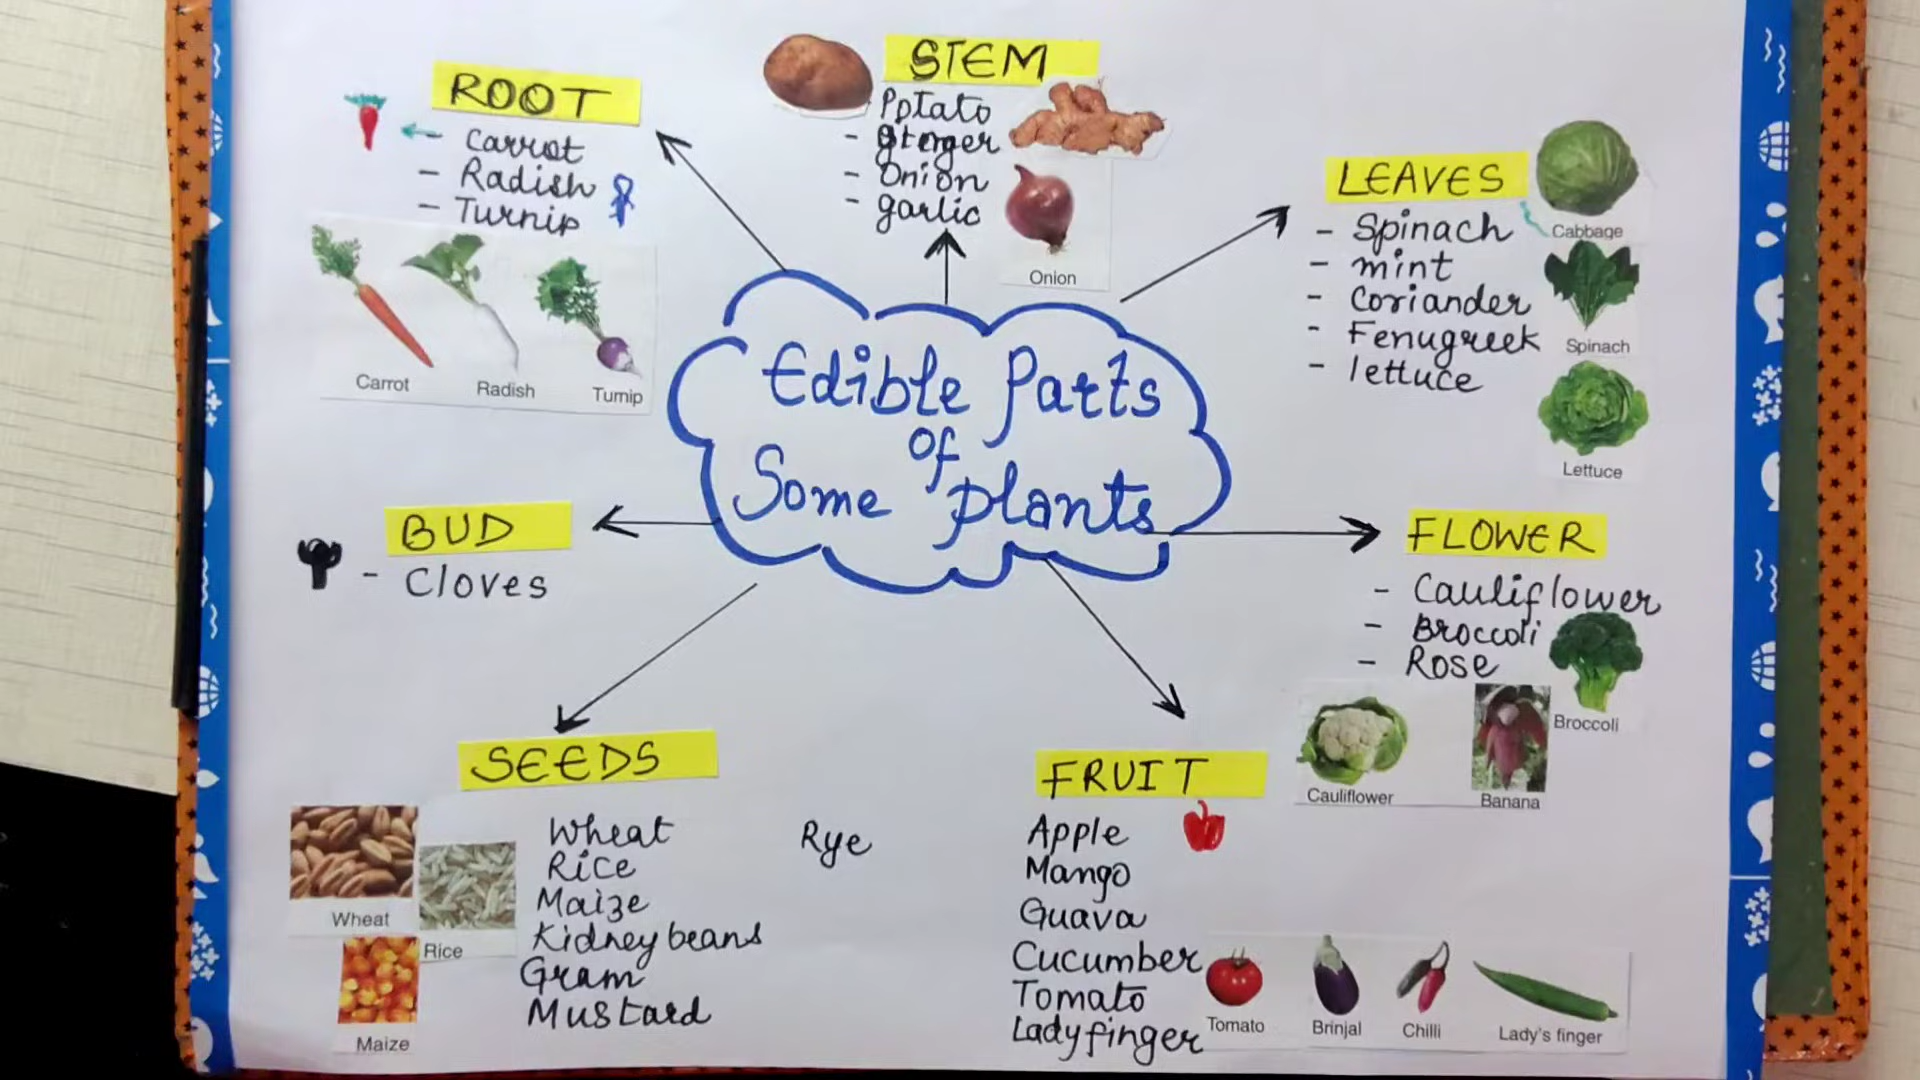 ROOT
- Carrot
- Radish
- Turnip
Carrot
Radish
Turnip
STEM
Potato
- ginger
- Onion
- garlic
Onion
LEAVES
- Spinach
- mint
- Coriander
- Fenugreek
- lettuce
Cabbage
Spinach
Lettuce
Edible Parts
of
Some plants
BUD
- Cloves
FLOWER
- Cauliflower
- Broccoli
- Rose
Broccoli
Cauliflower
Banana
SEEDS
Wheat
Rice
Maize
Kidney beans
Gram
Mustard
Rye
Wheat
Rice
Maize
FRUIT
Apple
Mango
Guava
Cucumber
Tomato
Ladyfinger
Tomato
Brinjal
Chilli
Lady's finger